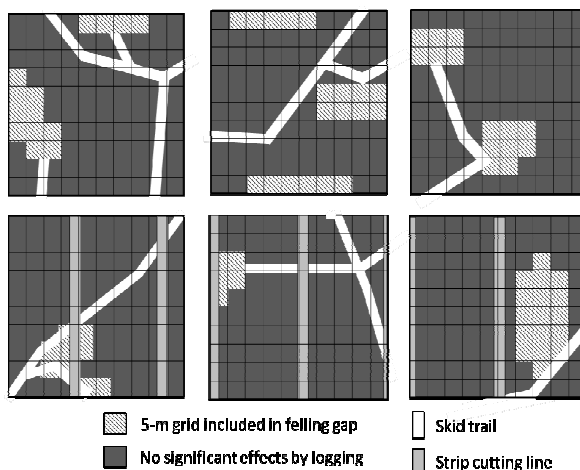 5-m grid included in felling gap
Skid trail
No significant effects by logging
Strip cutting line